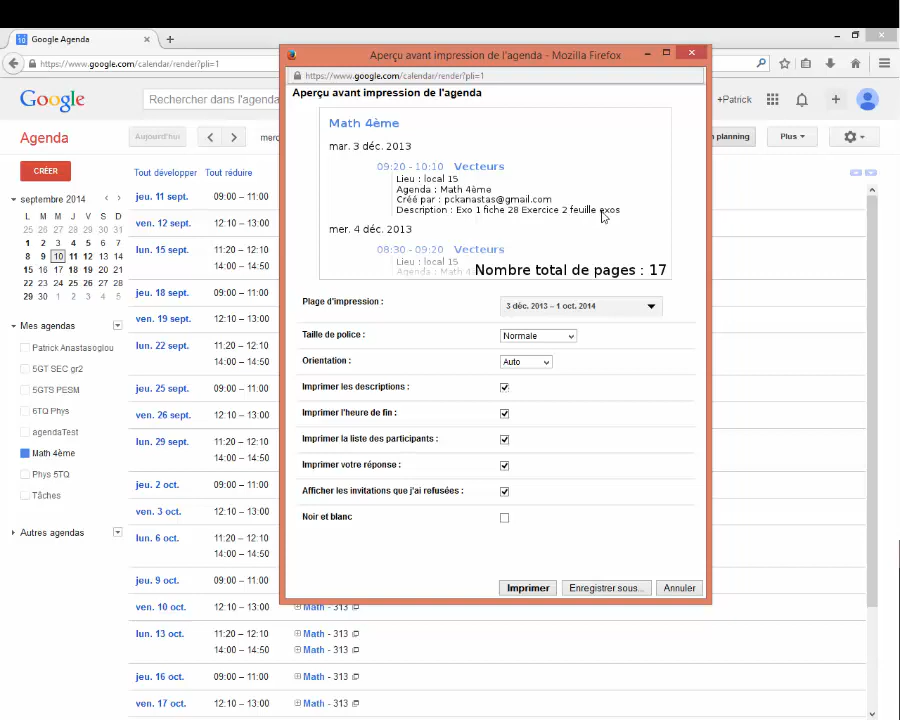 Google Agenda
https://www.google.com/calendar/render?pli=1
Google
Rechercher dans l'agenda
+Patrick
Agenda
Aujourd'hui
planning
Plus
CRÉER
Tout développer Tout réduire
septembre 2014
L M M J V S D
25 26 27 28 29 30 31
1 2 3 4 5 6 7
8 9 10 11 12 13 14
15 16 17 18 19 20 21
22 23 24 25 26 27 28
29 30 1 2 3 4 5
Mes agendas
Patrick Anastasoglou
5GT SEC gr2
5GTS PESM
6TQ Phys
agendaTest
Math 4ème
Phys 5TQ
Tâches
Autres agendas
jeu. 11 sept. 09:00 – 11:00
ven. 12 sept. 12:10 – 13:00
lun. 15 sept. 11:20 – 12:10
14:00 – 14:50
jeu. 18 sept. 09:00 – 11:00
ven. 19 sept. 12:10 – 13:00
lun. 22 sept. 11:20 – 12:10
14:00 – 14:50
jeu. 25 sept. 09:00 – 11:00
ven. 26 sept. 12:10 – 13:00
lun. 29 sept. 11:20 – 12:10
14:00 – 14:50
jeu. 2 oct. 09:00 – 11:00
ven. 3 oct. 12:10 – 13:00
lun. 6 oct. 11:20 – 12:10
14:00 – 14:50
jeu. 9 oct. 09:00 – 11:00
ven. 10 oct. 12:10 – 13:00 Math - 313
lun. 13 oct. 11:20 – 12:10 Math - 313
14:00 – 14:50 Math - 313
jeu. 16 oct. 09:00 – 11:00 Math - 313
ven. 17 oct. 12:10 – 13:00 Math - 313
Aperçu avant impression de l'agenda - Mozilla Firefox
https://www.google.com/calendar/render?pli=1
Aperçu avant impression de l'agenda
Math 4ème
mar. 3 déc. 2013
09:20 - 10:10 Vecteurs
Lieu : local 15
Agenda : Math 4ème
Créé par : pckanastas@gmail.com
Description : Exo 1 fiche 28 Exercice 2 feuille exos
mer. 4 déc. 2013
08:30 - 09:20 Vecteurs
Lieu : local 15
Agenda : Math
Nombre total de pages : 17
Plage d'impression : 3 déc. 2013 – 1 oct. 2014
Taille de police : Normale
Orientation : Auto
Imprimer les descriptions :
Imprimer l'heure de fin :
Imprimer la liste des participants :
Imprimer votre réponse :
Afficher les invitations que j'ai refusées :
Noir et blanc
Imprimer Enregistrer sous... Annuler